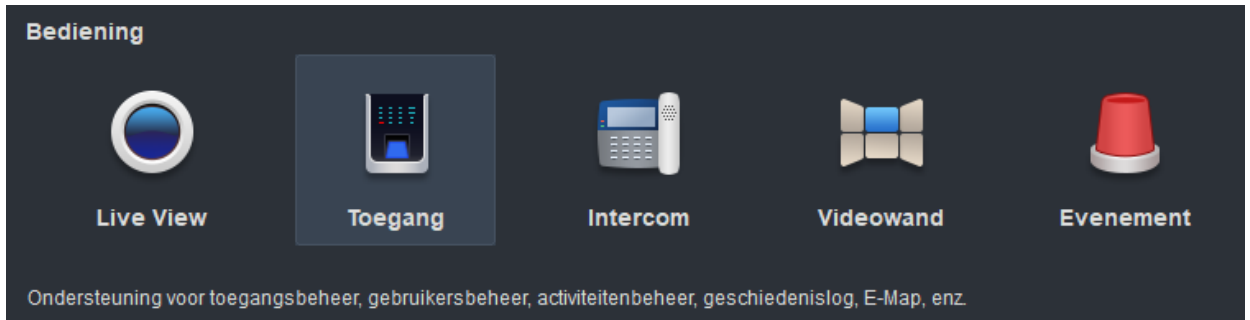 Bediening
Live View
Toegang
Intercom
Videowand
Evenement
Ondersteuning voor toegangsbeheer, gebruikersbeheer, activiteitenbeheer, geschiedenislog, E-Map, enz.